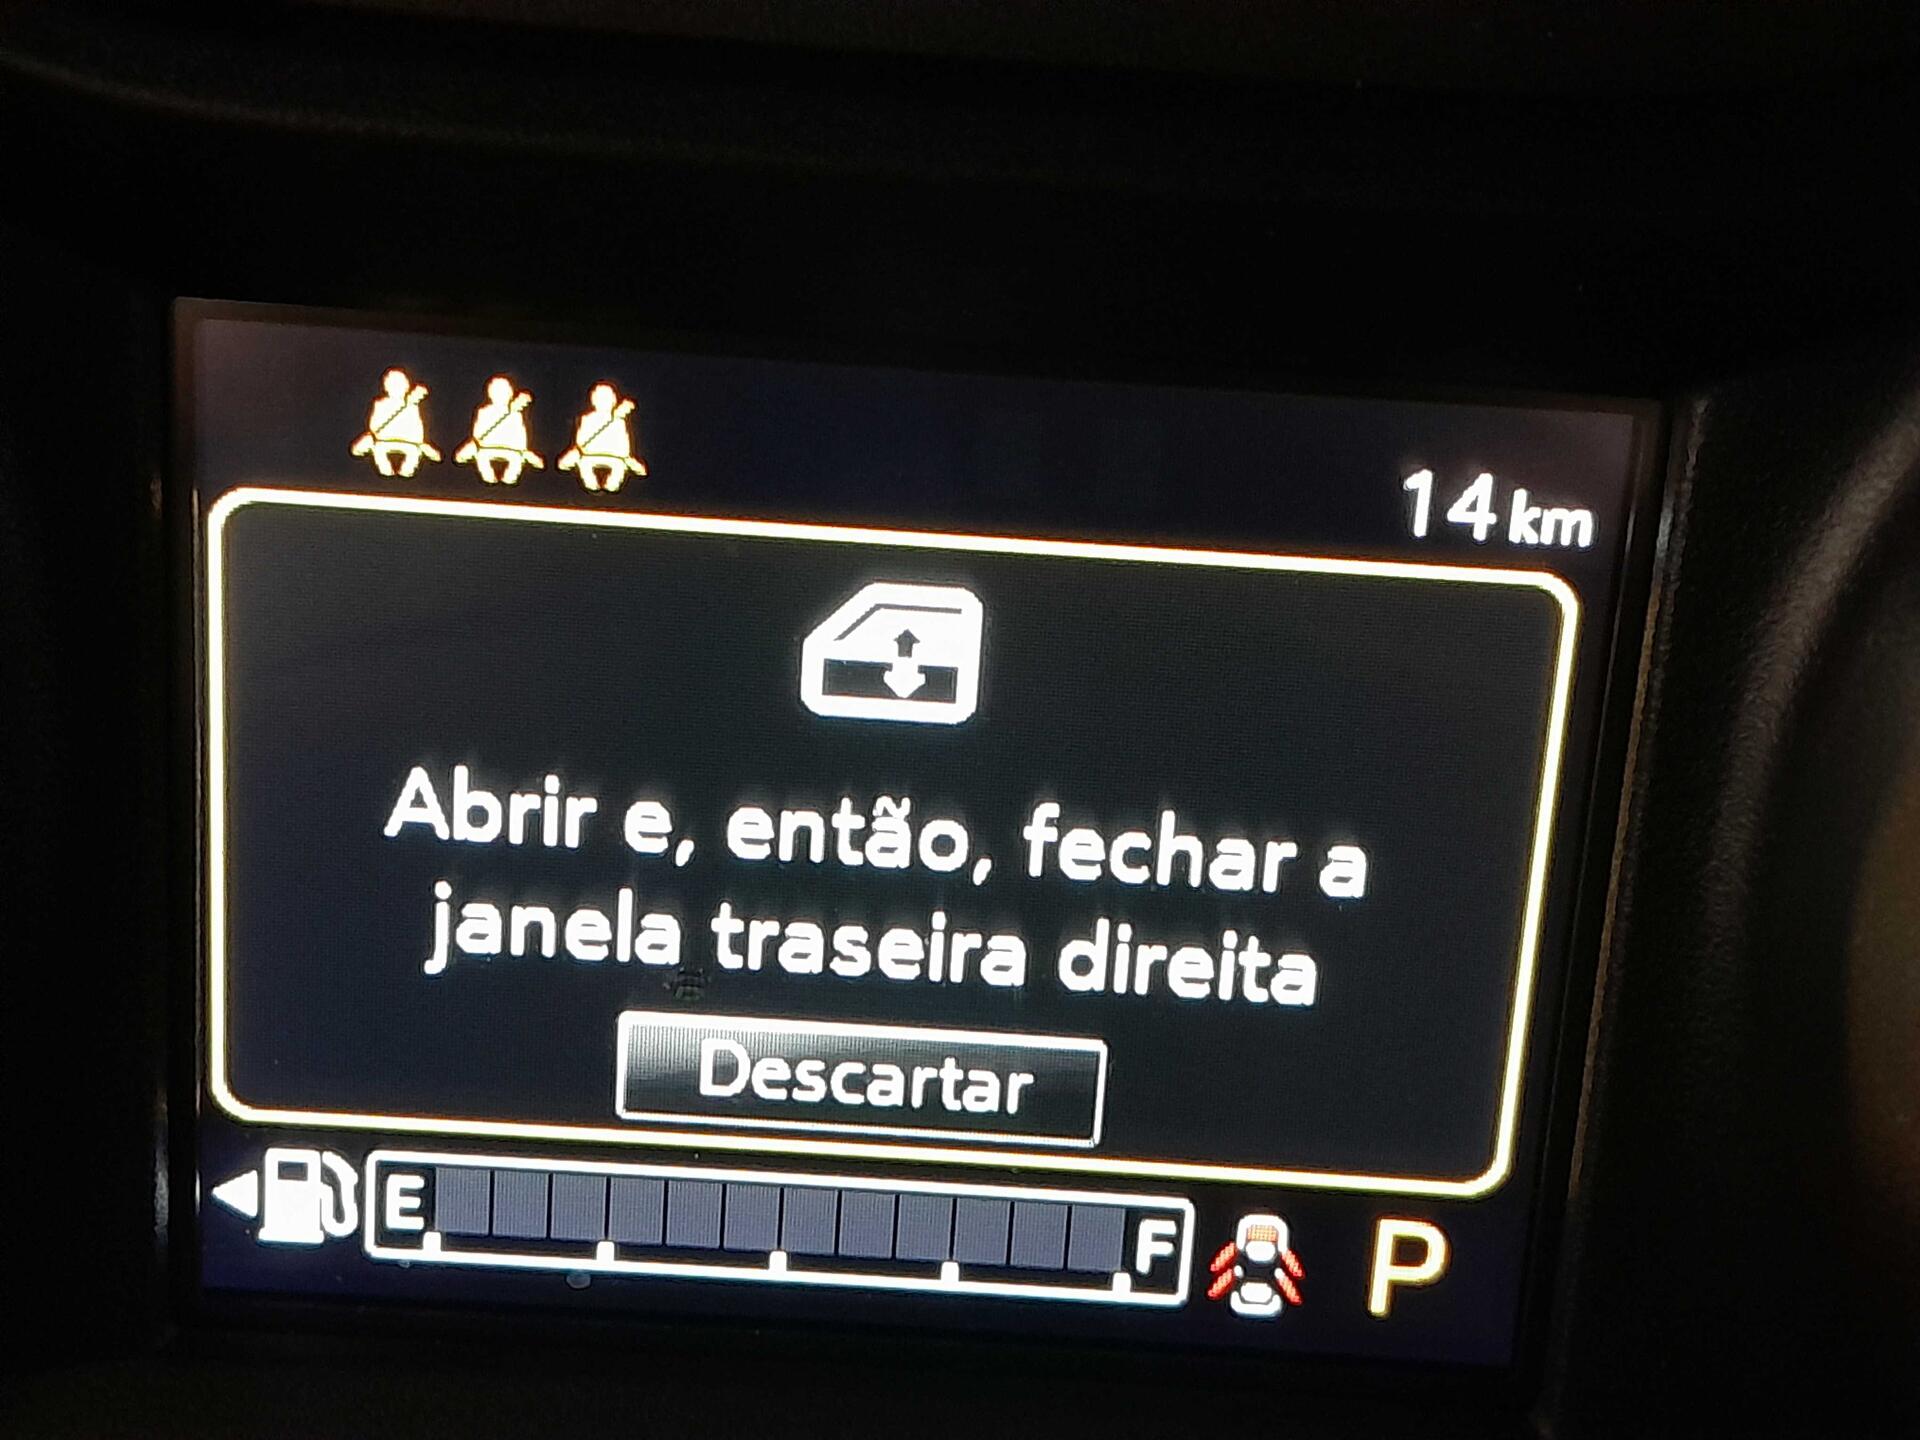 14 km
Abrir e, então, fechar a
janela traseira direita
Descartar
E F P